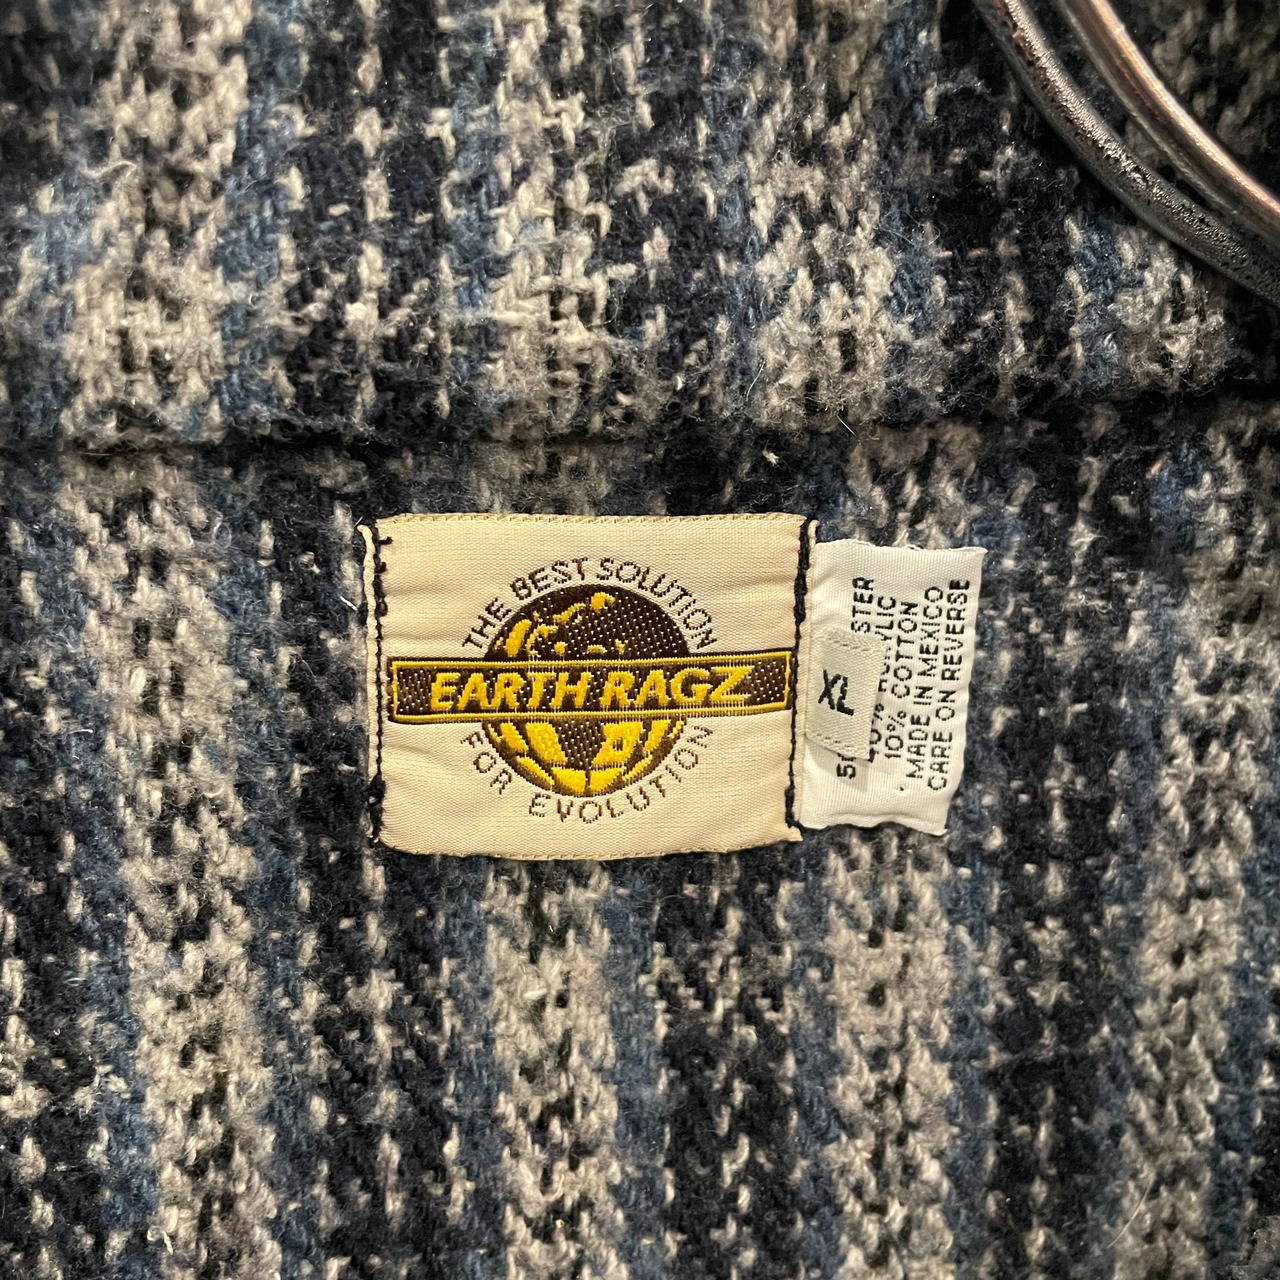 THE BEST SOLUTION
EARTH RAGZ
FOR EVOLUTION
XL
10% COTTON
MADE IN MEXICO
CARE ON REVERSE